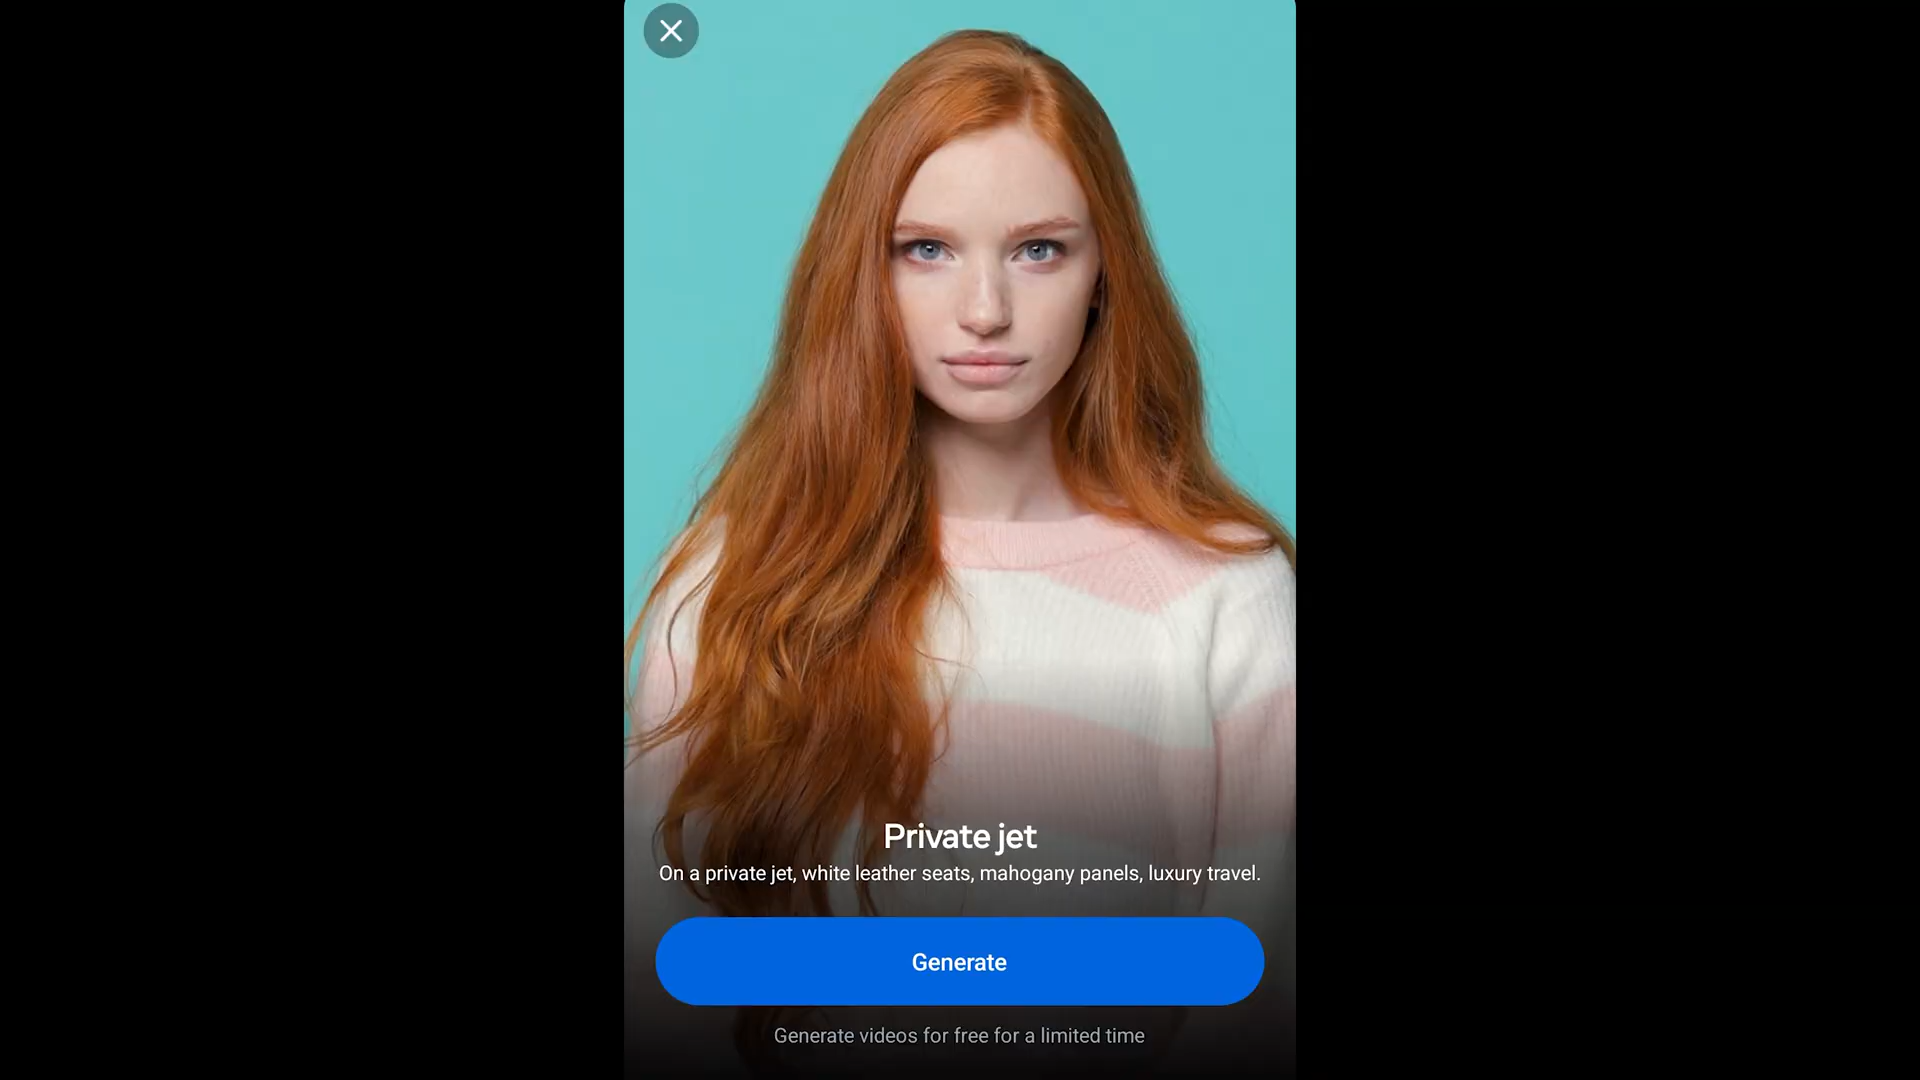 Private jet
On a private jet, white leather seats, mahogany panels, luxury travel.
Generate
Generate videos for free for a limited time